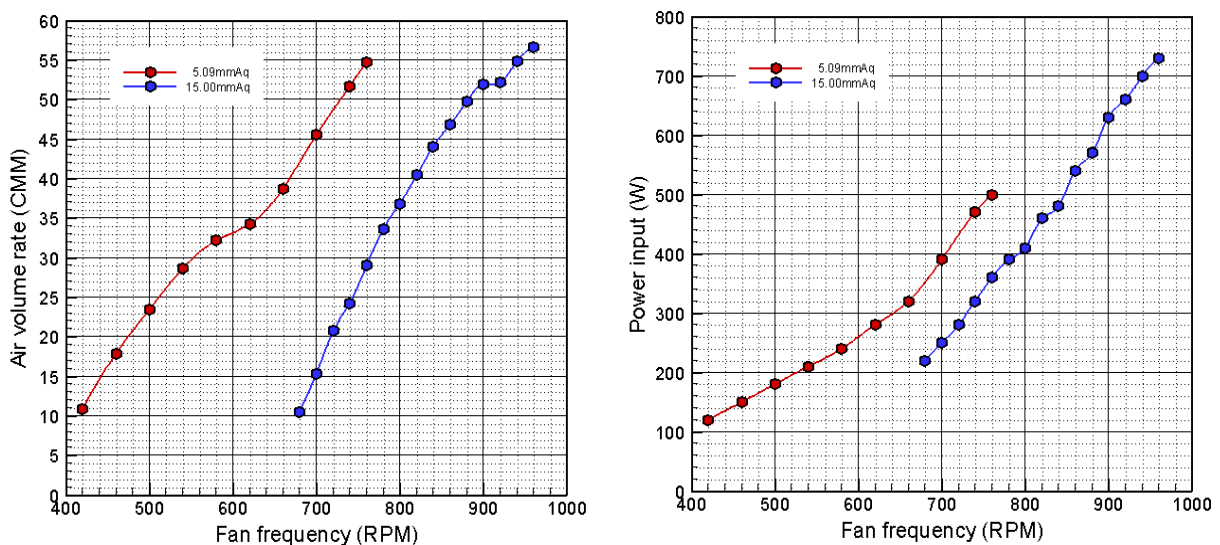 60
55
50
45
40
35
30
25
20
15
10
5
0
Air volume rate (CMM)
5.09mmAq
15.00mmAq
400 500 600 700 800 900 1000
Fan frequency (RPM)
800
700
600
500
400
300
200
100
0
Power input (W)
5.09mmAq
15.00mmAq
400 500 600 700 800 900 1000
Fan frequency (RPM)